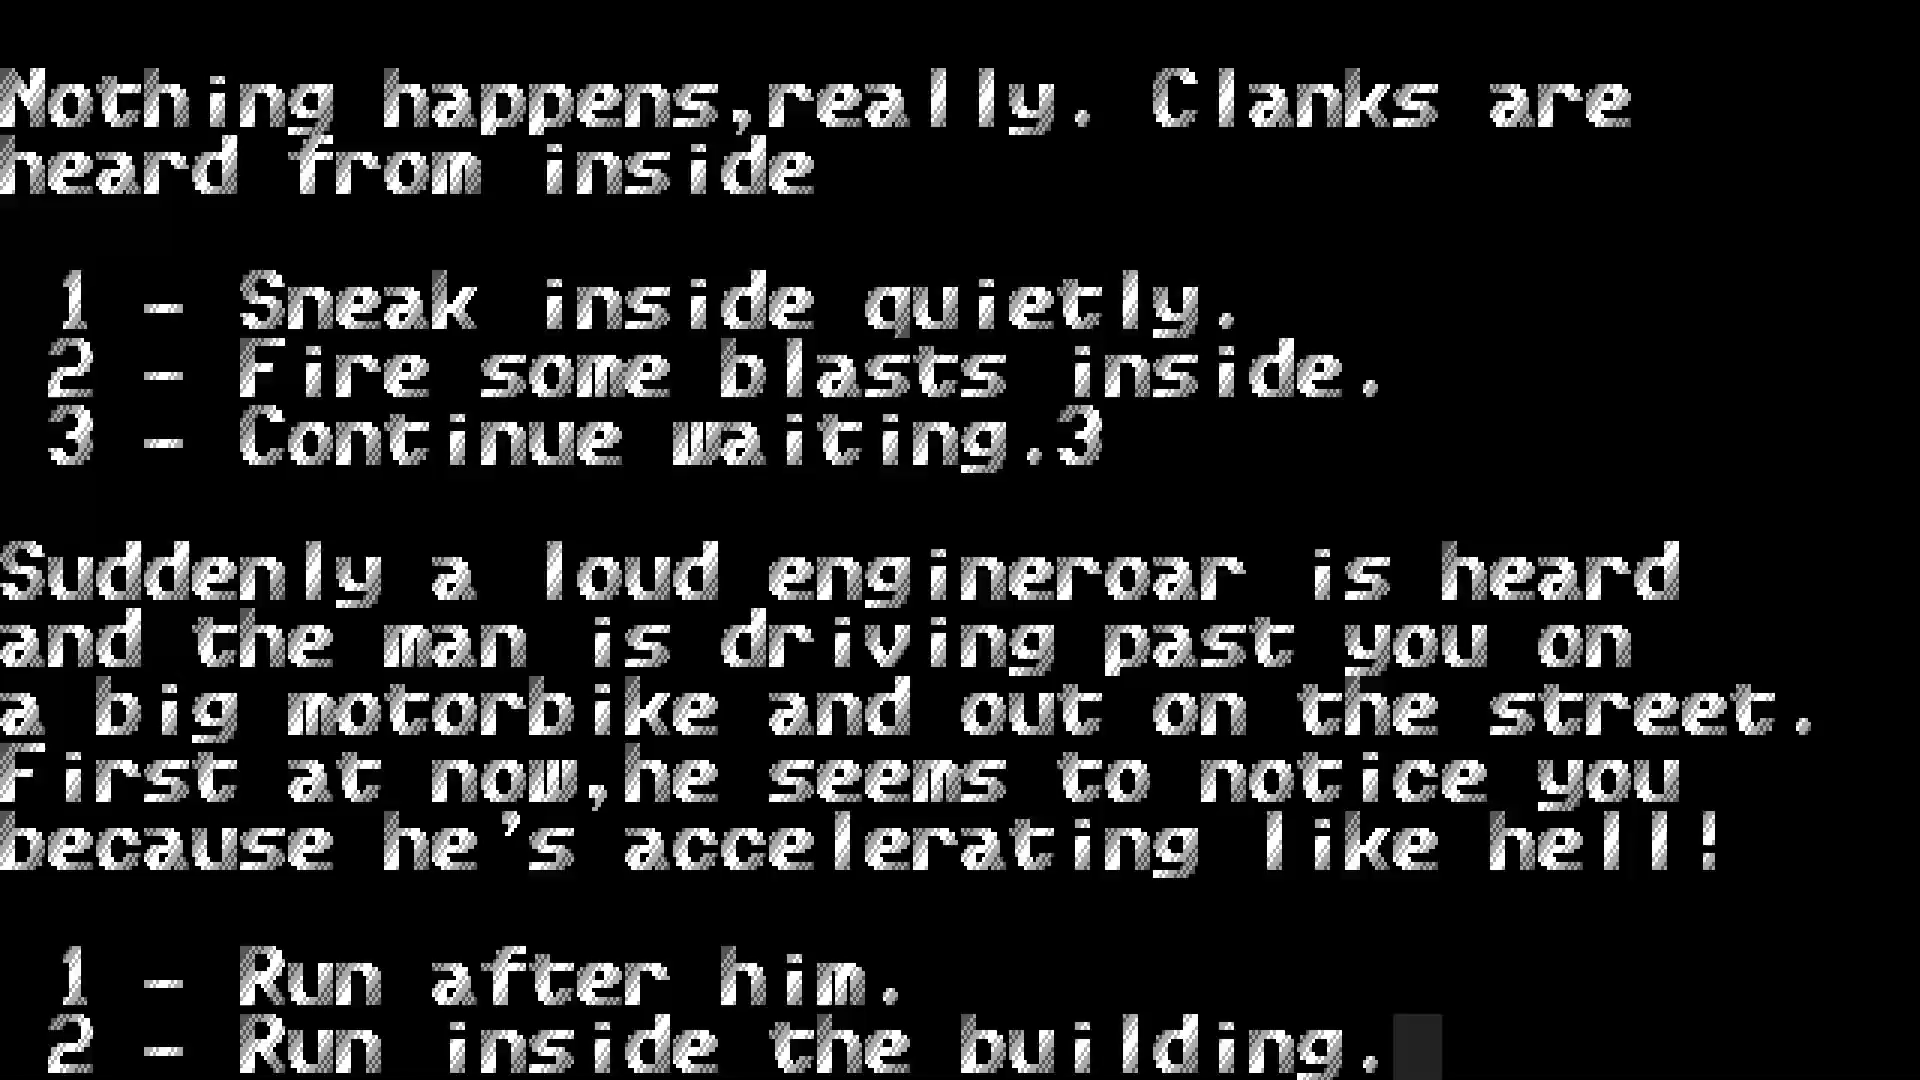 Nothing happens,really. Clanks are
heard from inside
1 - Sneak inside quietly.
2 - Fire some blasts inside.
3 - Continue waiting.3
Suddenly a loud engineroar is heard
and the man is driving past you on
a big motorbike and out on the street.
First at now,he seems to notice you
because he's accelerating like hell!
1 - Run after him.
2 - Run inside the building.